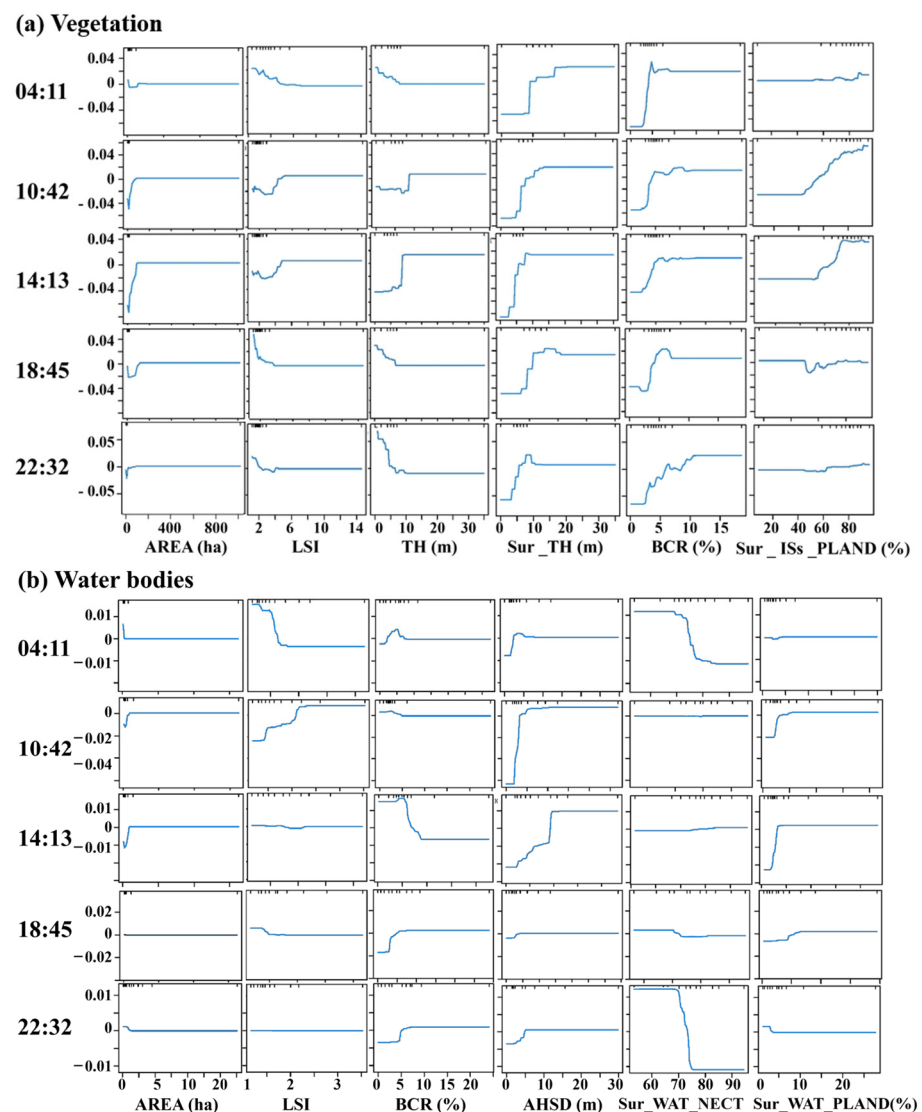 (a) Vegetation
04:11
0.04
0
- 0.04
10:42
0.04
0
- 0.04
14:13
0.04
0
- 0.04
18:45
0.04
0
- 0.04
22:32
0.05
0
- 0.05
0 400 800
2 4 6 8 10 12 14
0 10 20 30
0 10 20 30
0 5 10 15
20 40 60 80
AREA (ha) LSI TH (m) Sur _TH (m) BCR (%) Sur _ ISs _PLAND (%)
(b) Water bodies
04:11
0.01
0
−0.01
10:42
0
−0.02
−0.04
14:13
0.01
0
−0.01
18:45
0.02
0
−0.02
22:32
0.01
0
−0.01
0 5 10 15 20
1 2 3
0 5 10 15 20
0 10 20 30
60 70 80 90
0 10 20
AREA (ha) LSI BCR (%) AHSD (m) Sur_WAT_NECT Sur_WAT_PLAND(%)